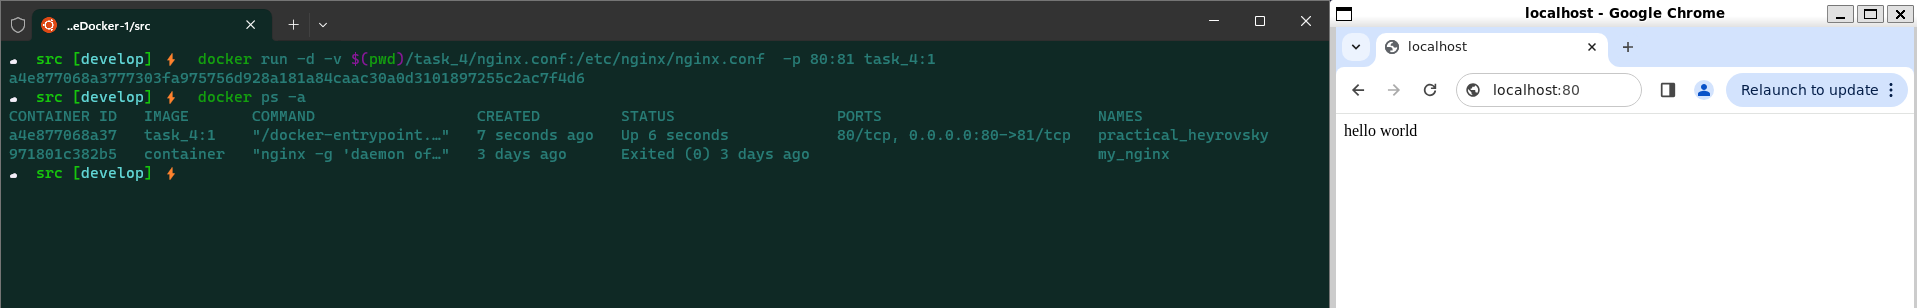 ..eDocker-1/src
src [develop] ⚡ docker run -d -v $(pwd)/task_4/nginx.conf:/etc/nginx/nginx.conf  -p 80:81 task_4:1
a4e877068a3777303fa975756d928a181a84caac30a0d3101897255c2ac7f4d6
src [develop] ⚡ docker ps -a
CONTAINER ID   IMAGE       COMMAND                  CREATED         STATUS                  PORTS                        NAMES
a4e877068a37   task_4:1    "/docker-entrypoint.…"   7 seconds ago   Up 6 seconds            80/tcp, 0.0.0.0:80->81/tcp   practical_heyrovsky
971801c382b5   container   "nginx -g 'daemon of…"   3 days ago      Exited (0) 3 days ago                                my_nginx
src [develop] ⚡
localhost - Google Chrome
localhost
localhost:80
Relaunch to update
hello world